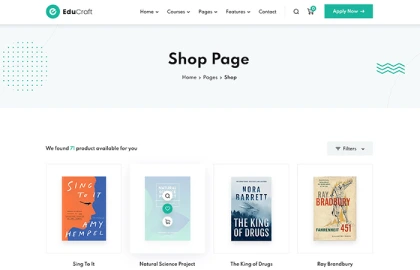 EduCraft
Home Courses Pages Features Contact
0
Apply Now →
Shop Page
Home > Pages > Shop
We found 71 product available for you
Filters
SING
TO IT
AMY
HEMPEL
NATURAL
NORA
BARRETT
THE KING
OF DRUGS
RAY
BRADBURY
FAHRENHEIT 451
Sing To It
Natural Science Project
The King of Drugs
Ray Brandbury